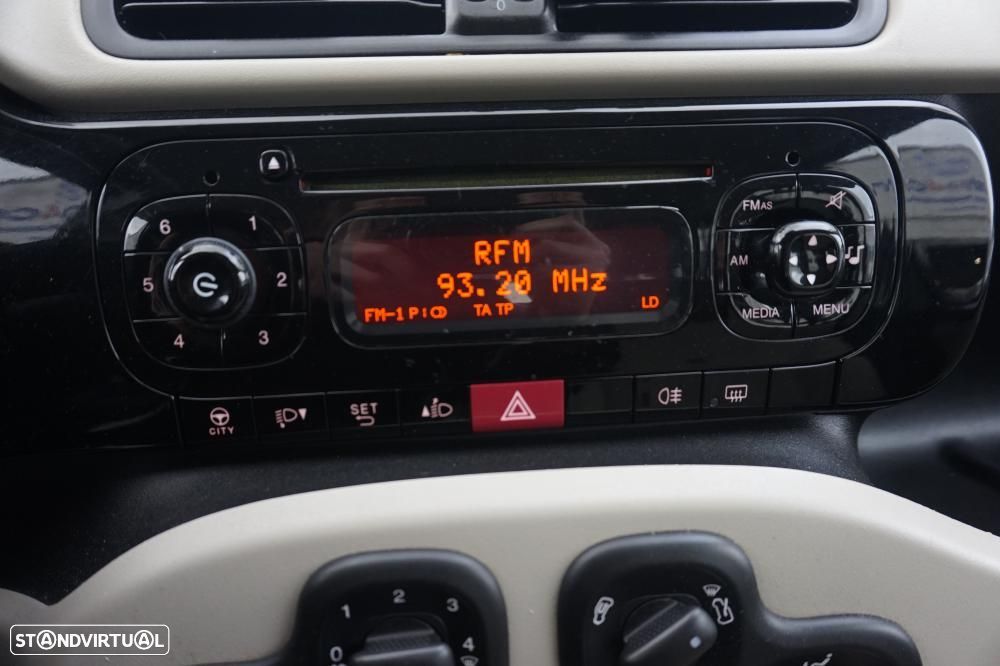 0
6 1
5 2
4 3
RFM
93.20 MHz
FM-1 P: TA TP LD
FMAS
AM
MEDIA MENU
CITY
SET
0 1 2 3 4
STANDVIRTUAL